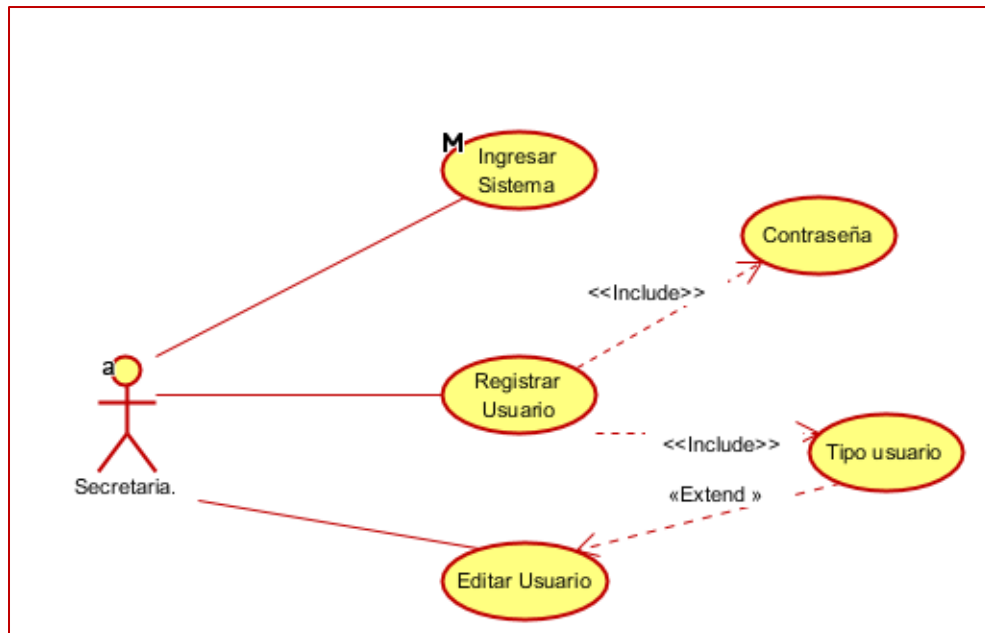 M
Ingresar
Sistema
Contraseña
<<Include>>
a
Registrar
Usuario
<<Include>>
Tipo usuario
«Extend »
Secretaria.
Editar Usuario